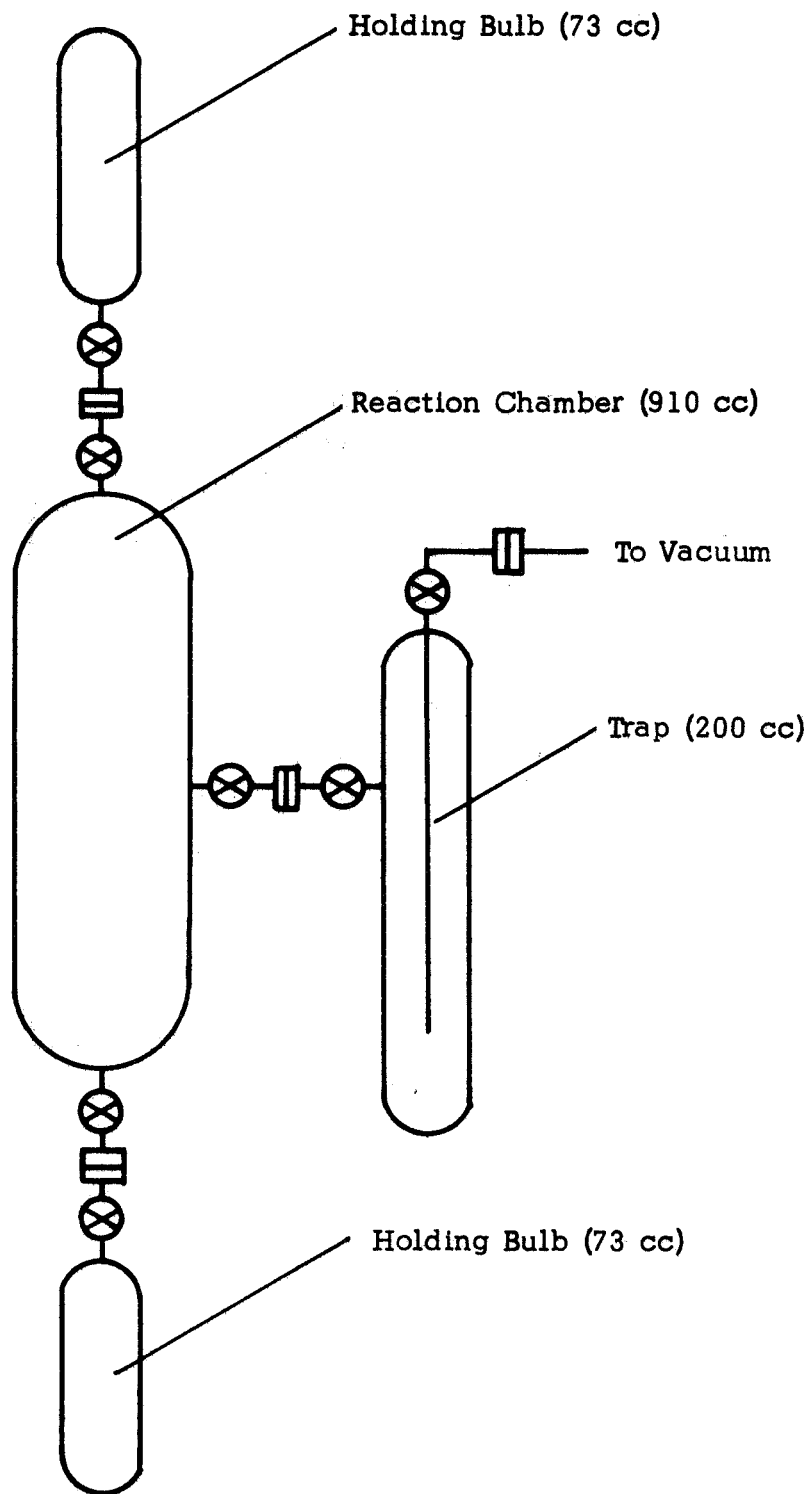 Holding Bulb (73 cc)
Reaction Chamber (910 cc)
To Vacuum
Trap (200 cc)
Holding Bulb (73 cc)